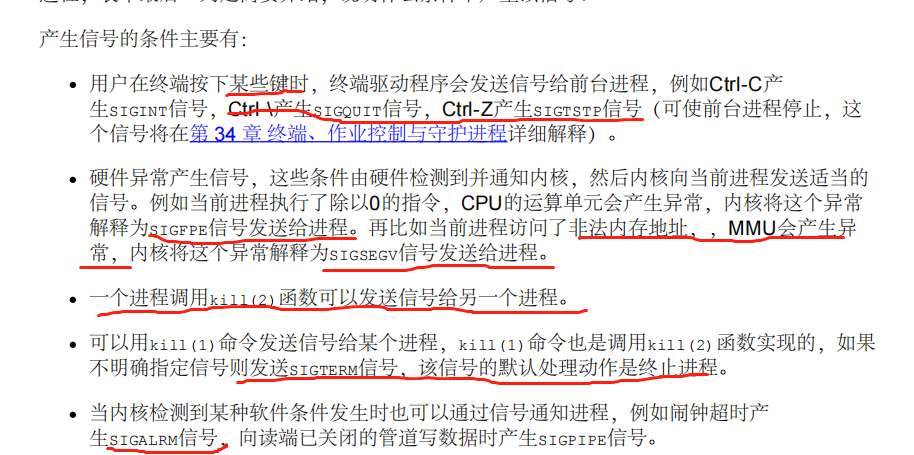 产生信号的条件主要有：
用户在终端按下某些键时，终端驱动程序会发送信号给前台进程，例如Ctrl-C产
生SIGINT信号，Ctrl-\产生SIGQUIT信号，Ctrl-Z产生SIGTSTP信号（可使前台进程停止，这
个信号将在第 34 章 终端、作业控制与守护进程详细解释）。
硬件异常产生信号，这些条件由硬件检测到并通知内核，然后内核向当前进程发送适当的
信号。例如当前进程执行了除以0的指令，CPU的运算单元会产生异常，内核将这个异常
解释为SIGFPE信号发送给进程。再比如当前进程访问了非法内存地址，，MMU会产生异
常，内核将这个异常解释为SIGSEGV信号发送给进程。
一个进程调用kill(2)函数可以发送信号给另一个进程。
可以用kill(1)命令发送信号给某个进程，kill(1)命令也是调用kill(2)函数实现的，如果
不明确指定信号则发送SIGTERM信号，该信号的默认处理动作是终止进程。
当内核检测到某种软件条件发生时也可以通过信号通知进程，例如闹钟超时产
生SIGALRM信号，向读端已关闭的管道写数据时产生SIGPIPE信号。